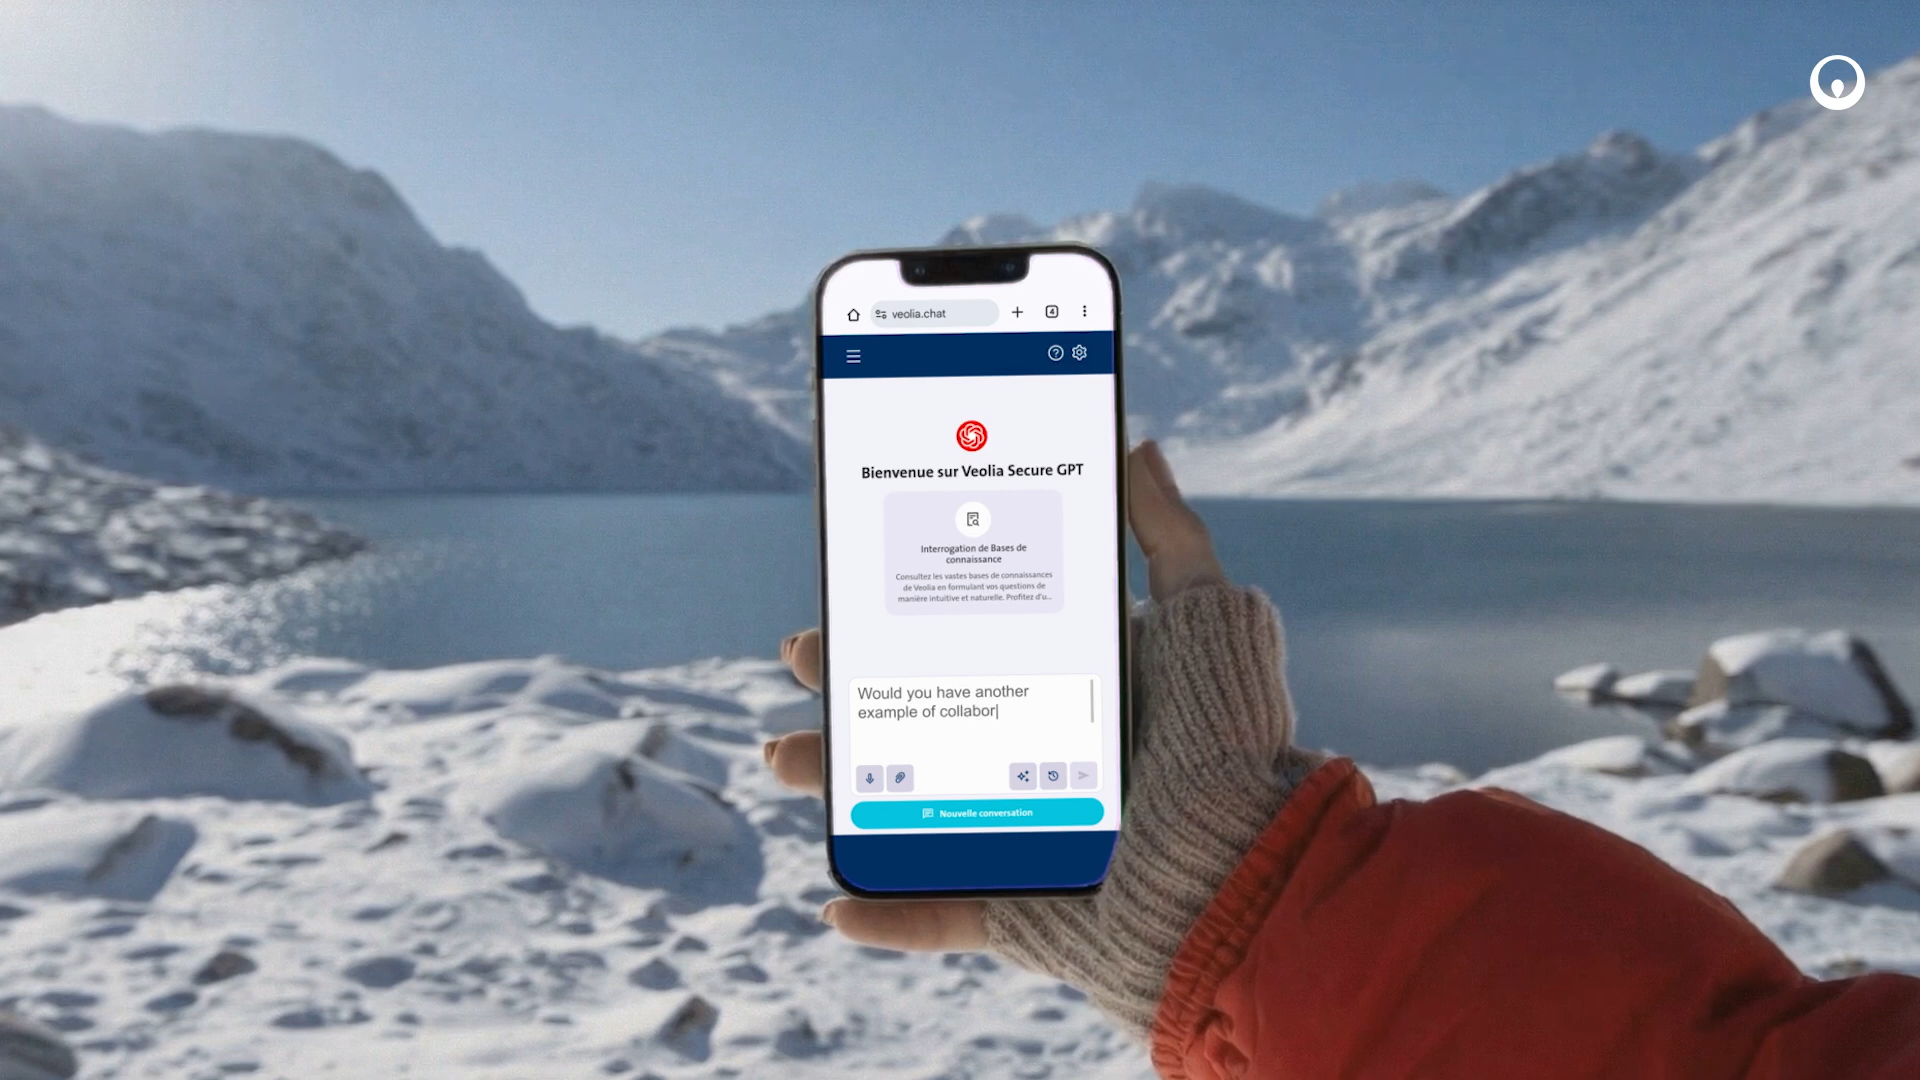 veolia.chat
4
Bienvenue sur Veolia Secure GPT
Interrogation de Bases de
connaissance
Consultez les vastes bases de connaissances
de Veolia en formulant vos questions de
manière intuitive et naturelle. Profitez d'u...
Would you have another
example of collabor
Nouvelle conversation